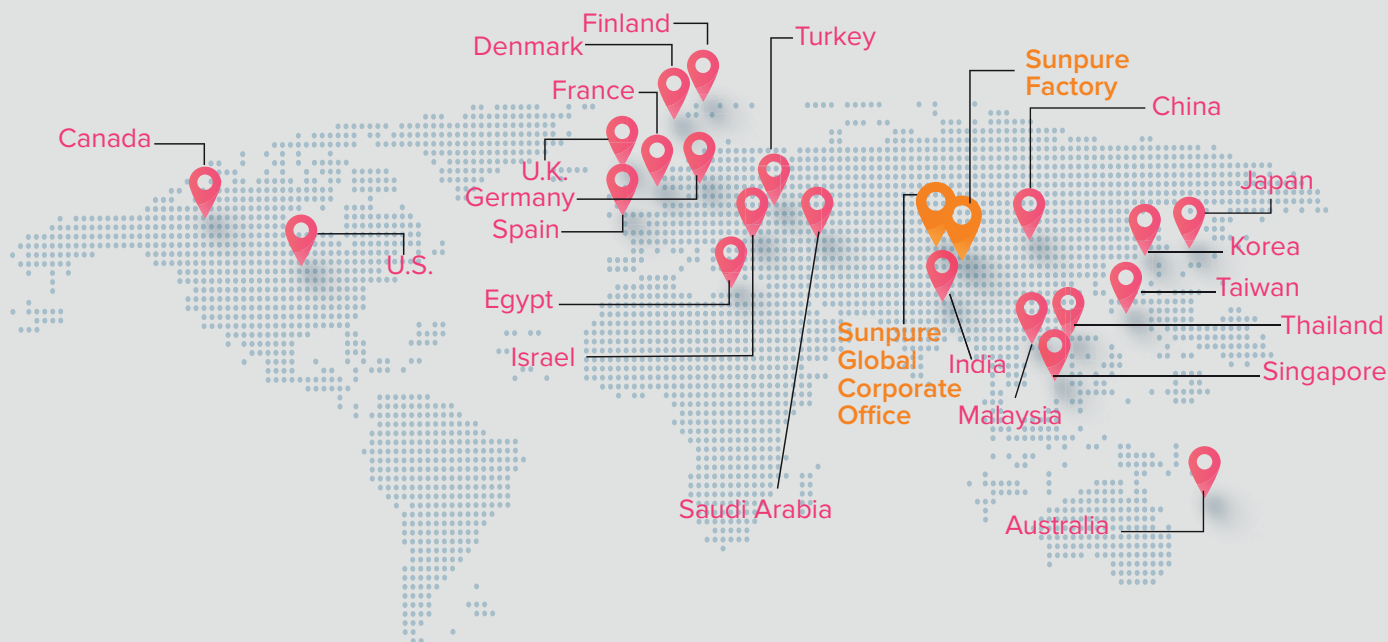 Finland
Denmark
Turkey
Sunpure
Factory
France
China
Canada
U.K.
Germany
Japan
Spain
Korea
U.S.
Taiwan
Egypt
Thailand
Sunpure
Global
Corporate
Office
Israel
India
Singapore
Malaysia
Saudi Arabia
Australia